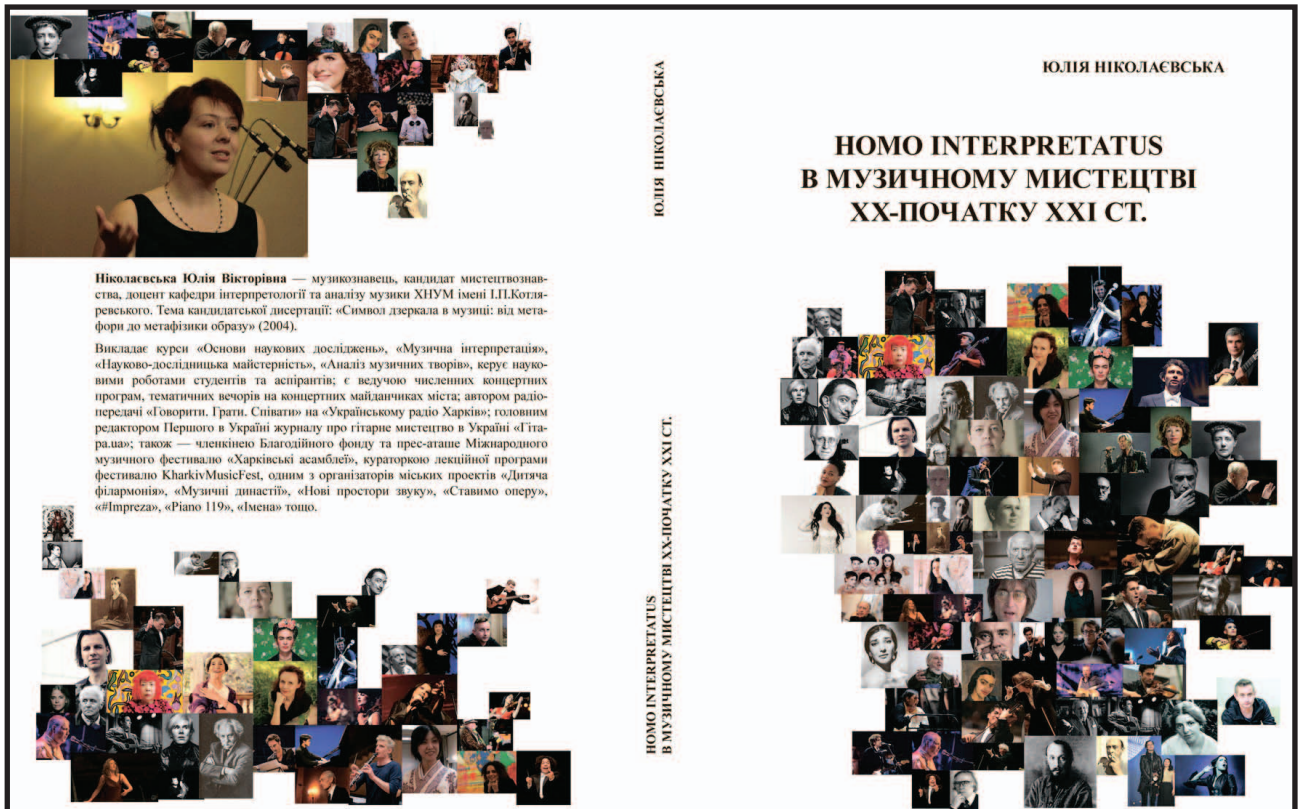 Ніколаєвська Юлія Вікторівна — музикознавець, кандидат мистецтвознав-
ства, доцент кафедри інтерпретології та аналізу музики ХНУМ імені І.П.Котля-
ревського. Тема кандидатської дисертації: «Символ дзеркала в музиці: від мета-
фори до метафізики образу» (2004).
Викладає курси «Основи наукових досліджень», «Музична інтерпретація»,
«Науково-дослідницька майстерність», «Аналіз музичних творів», керує науко-
вими роботами студентів та аспірантів; є ведучою численних концертних
програм, тематичних вечорів на концертних майданчиках міста; автором радіо-
передачі «Говорити. Грати. Співати» на «Українському радіо Харків»; головним
редактором Першого в Україні журналу про гітарне мистецтво в Україні «Гіта-
ра.ua»; також — членкінею Благодійного фонду та прес-аташе Міжнародного
музичного фестивалю «Харківські асамблеї», кураторкою лекційної програми
фестивалю KharkivMusicFest, одним з організаторів міських проектів «Дитяча
філармонія», «Музичні династії», «Нові простори звуку», «Ставимо оперу»,
«#Impreza», «Piano 119», «Імена» тощо.
ЮЛІЯ НІКОЛАЄВСЬКА
HOMO INTERPRETATUS
В МУЗИЧНОМУ МИСТЕЦТВІ ХХ-ПОЧАТКУ ХХІ СТ.
ЮЛІЯ НІКОЛАЄВСЬКА
HOMO INTERPRETATUS
В МУЗИЧНОМУ МИСТЕЦТВІ
ХХ-ПОЧАТКУ ХХІ СТ.